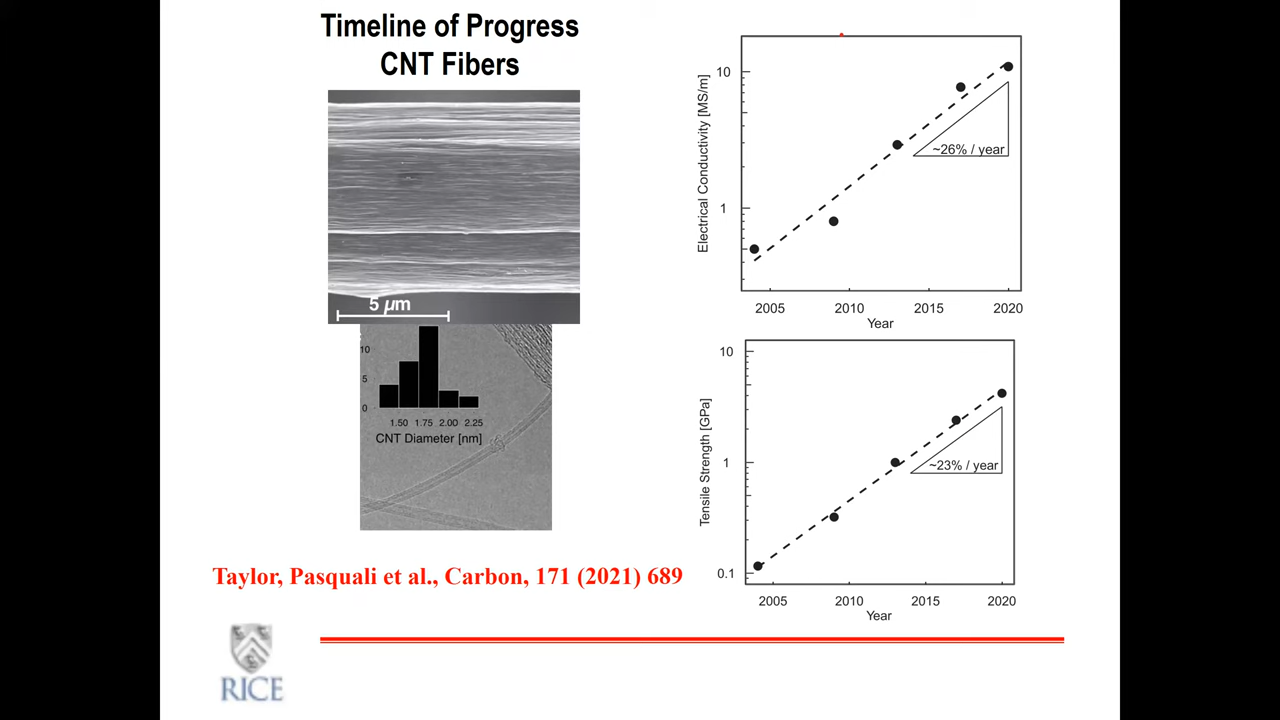 Timeline of Progress
CNT Fibers
5 µm
10
5
0
1.50 1.75 2.00 2.25
CNT Diameter [nm]
Electrical Conductivity [MS/m]
10
1
~26% / year
2005 2010 2015 2020
Year
Tensile Strength [GPa]
10
1
0.1
~23% / year
2005 2010 2015 2020
Year
Taylor, Pasquali et al., Carbon, 171 (2021) 689
RICE